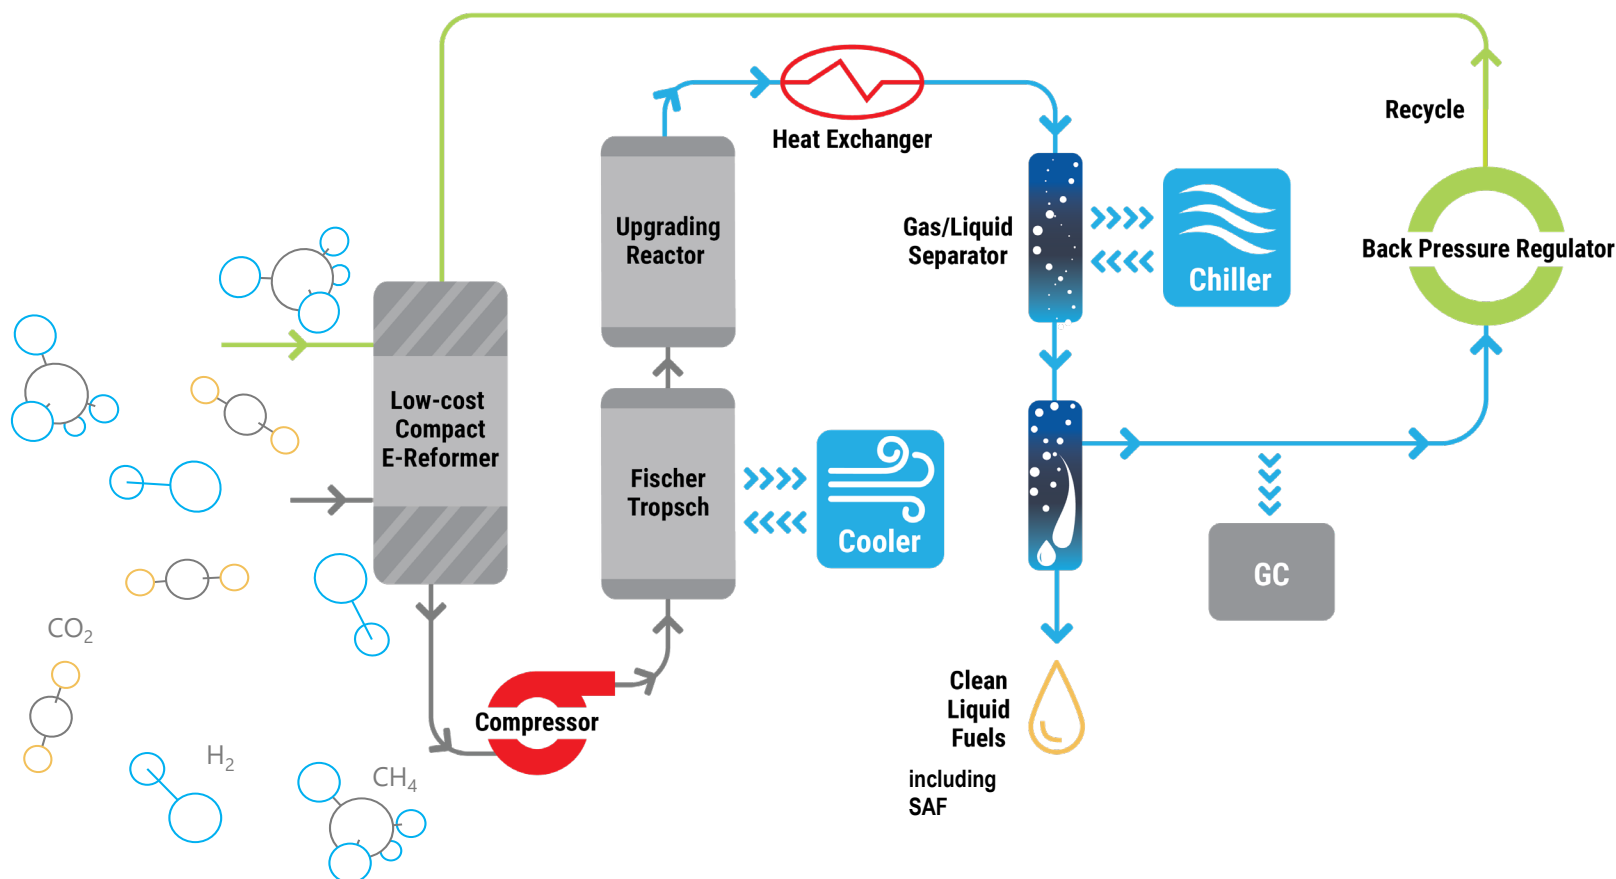 Recycle
Heat Exchanger
Upgrading
Reactor
Gas/Liquid
Separator
Chiller
Back Pressure Regulator
Low-cost
Compact
E-Reformer
Fischer
Tropsch
Cooler
GC
CO₂
Compressor
Clean
Liquid
Fuels
including
SAF
H₂
CH₄